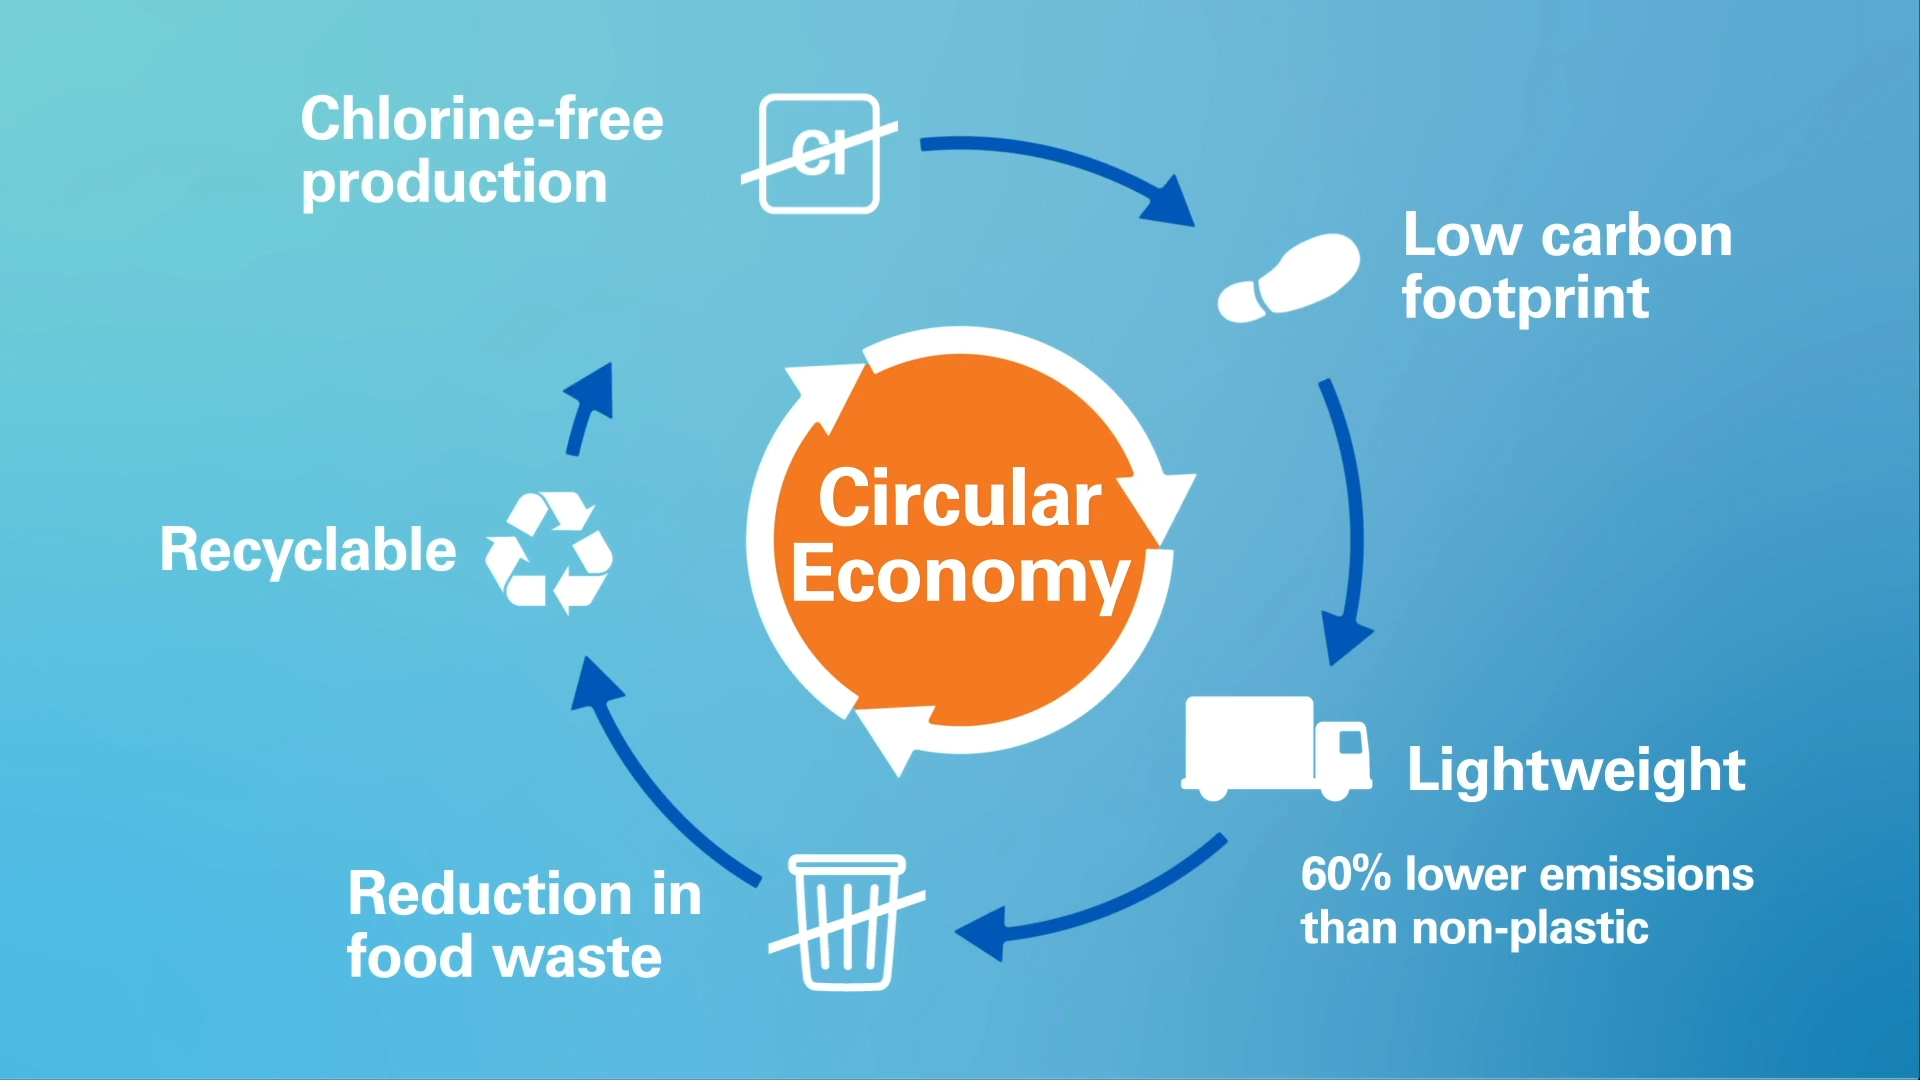 Chlorine-free
production
Cl
Low carbon
footprint
Circular
Economy
Recyclable
Lightweight
60% lower emissions
than non-plastic
Reduction in
food waste